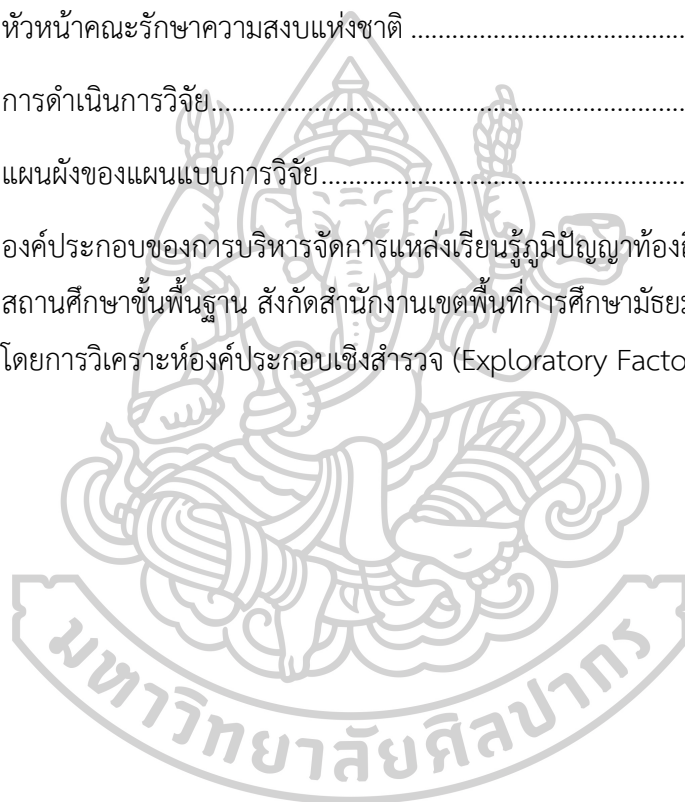 หัวหน้าคณะรักษาความสงบแห่งชาติ ........................................
การดำเนินการวิจัย.....................................................................
แผนผังของแผนแบบการวิจัย.....................................................
องค์ประกอบของการบริหารจัดการแหล่งเรียนรู้ภูมิปัญญาท้อง
สถานศึกษาขั้นพื้นฐาน สังกัดสำนักงานเขตพื้นที่การศึกษามัธย
โดยการวิเคราะห์องค์ประกอบเชิงสำรวจ (Exploratory Facto
มหาวิทยาลัยศิลปากร